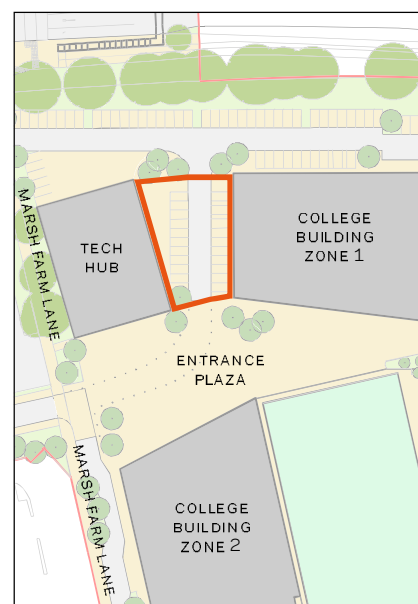 MARSH FARM LANE
TECH
HUB
COLLEGE
BUILDING
ZONE 1
ENTRANCE
PLAZA
MARSH FARM LANE
COLLEGE
BUILDING
ZONE 2